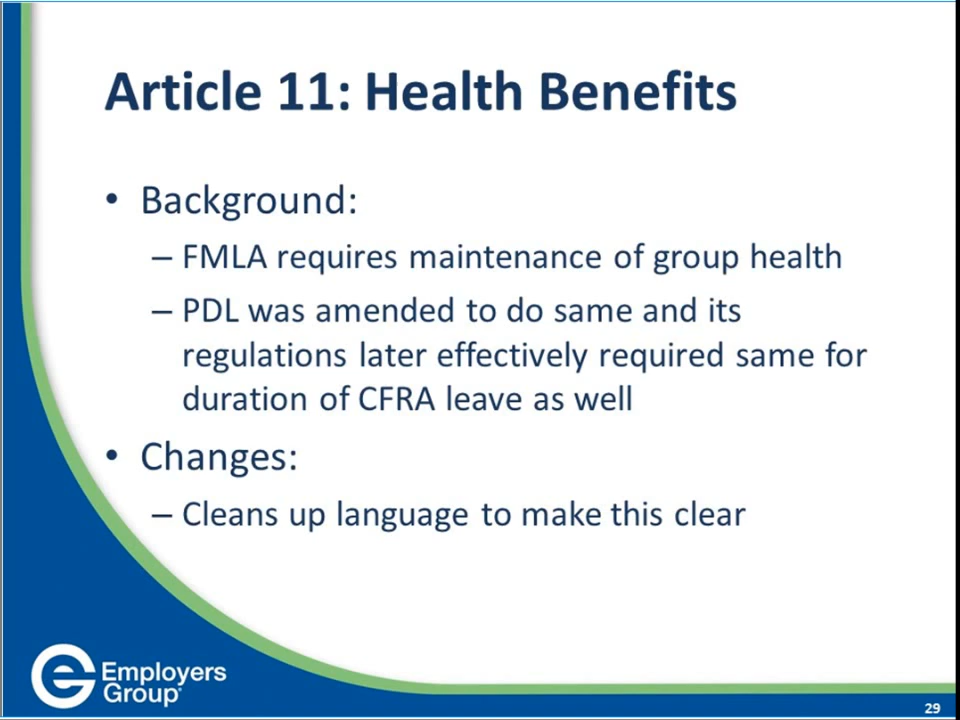 Article 11: Health Benefits
• Background:
– FMLA requires maintenance of group health
– PDL was amended to do same and its
regulations later effectively required same for
duration of CFRA leave as well
• Changes:
– Cleans up language to make this clear
e Employers
Group
29